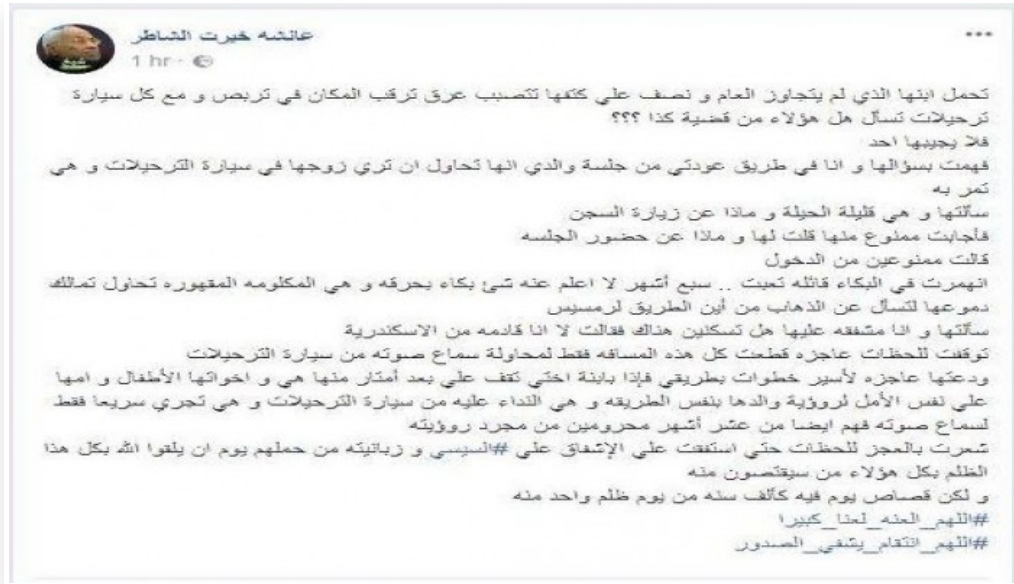 عائشه خيرت الشاطر
1 hr
تحمل ابنها الذي لم يتجاوز العام و نصف علي كتفها تتصبب عرق ترقب المكان في تربص و مع كل سيارة
ترحيلات تسأل هل هؤلاء من قضية كذا ؟؟؟
فلا يجيبها احد
فهمت بسؤالها و انا في طريق عودتي من جلسة والدي انها تحاول ان تري زوجها في سيارة الترحيلات و هي
تمر به
سألتها و هي قليلة الحيلة و ماذا عن زيارة السجن
فأجابت ممنوع منها قلت لها و ماذا عن حضور الجلسه
قالت ممنوعين من الدخول
انهمرت في البكاء قائله تعبت .. سبع أشهر لا اعلم عنه شئ بكاء بحرقه و هي المكلومه المقهوره تحاول تمالك
دموعها لتسأل عن الذهاب من أين الطريق لرمسيس
سألتها و انا مشفقه عليها هل تسكنين هناك فقالت لا انا قادمه من الاسكندرية
توقفت للحظات عاجزه قطعت كل هذه المسافه فقط لمحاولة سماع صوته من سيارة الترحيلات
ودعتها عاجزه لأسير خطوات بطريقي فإذا بابنة اختي تقف علي بعد أمتار منها هي و اخواتها الأطفال و امها
علي نفس الأمل لروؤية والدها بنفس الطريقه و هي النداء عليه من سيارة الترحيلات و هي تجري سريعا فقط
لسماع صوته فهم ايضا من عشر أشهر محرومين من مجرد روؤيته
شعرت بالعجز للحظات حتي استفقت علي الإشفاق علي #السيسي و زبانيته من حملهم يوم ان يلقوا الله بكل هذا
الظلم بكل هؤلاء من سيقتصون منه
و لكن قصاص يوم فيه كألف سنه من يوم ظلم واحد منه
#اللهم_العنه_لعنا_كبيرا
#اللهم_انتقام_يشفي_الصدور